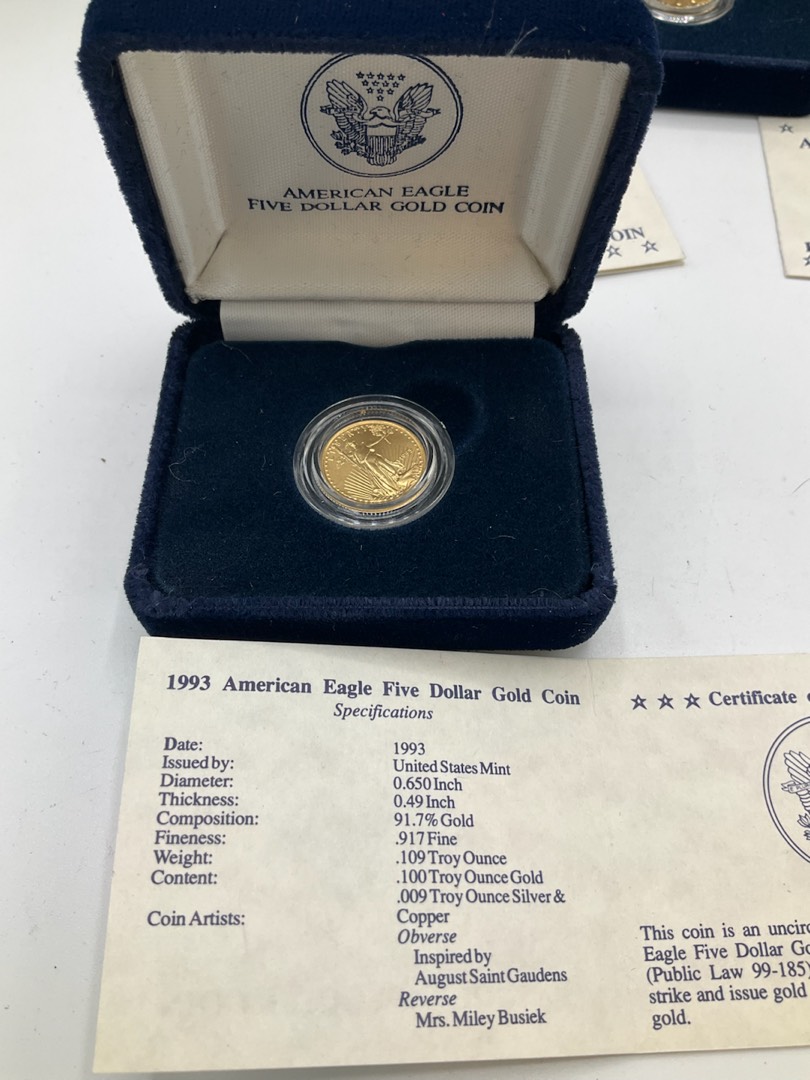 AMERICAN EAGLE
FIVE DOLLAR GOLD COIN
OIN
1993 American Eagle Five Dollar Gold Coin
Specifications
Date: 1993
Issued by: United States Mint
Diameter: 0.650 Inch
Thickness: 0.49 Inch
Composition: 91.7% Gold
Fineness: .917 Fine
Weight: .109 Troy Ounce
Content: .100 Troy Ounce Gold
.009 Troy Ounce Silver &
Copper
Coin Artists:
Obverse
Inspired by
August Saint Gaudens
Reverse
Mrs. Miley Busiek
☆ ☆ ☆ Certificate
This coin is an uncirc
Eagle Five Dollar Go
(Public Law 99-185)
strike and issue gold
gold.